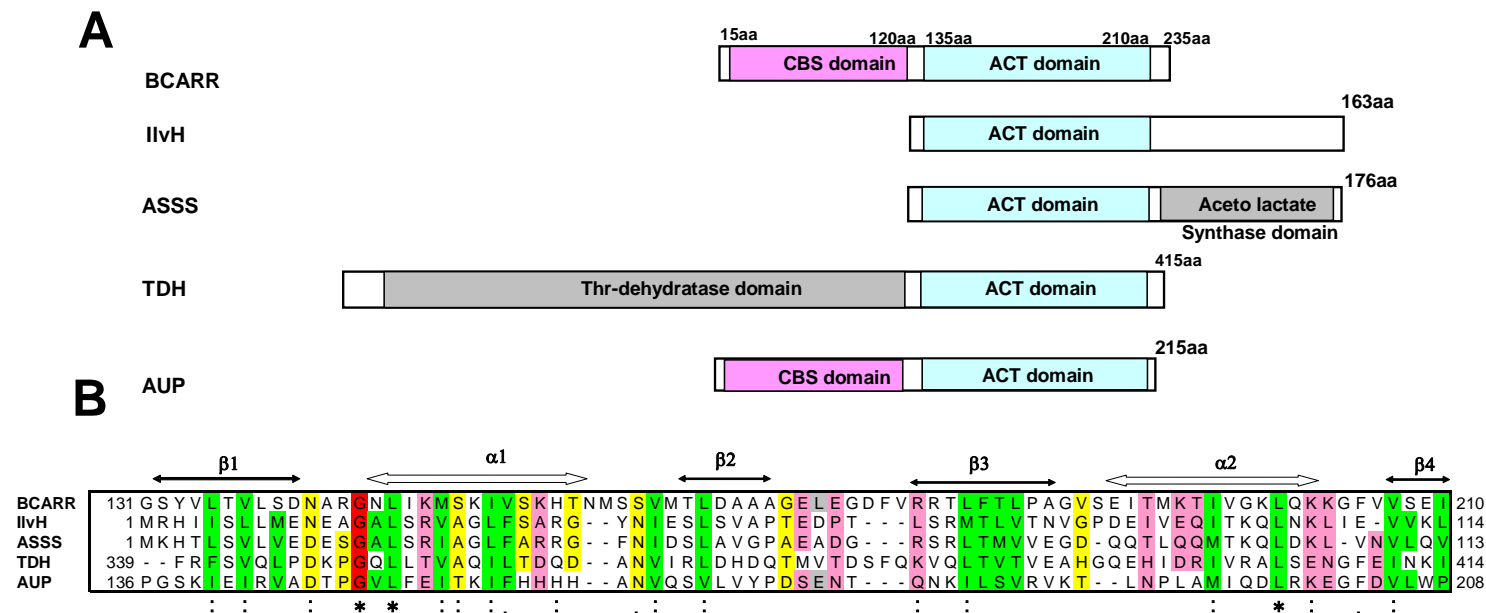 A
15aa 120aa 135aa 210aa 235aa
BCARR CBS domain ACT domain
163aa
IlvH ACT domain
176aa
ASSS ACT domain Aceto lactate
Synthase domain
415aa
TDH Thr-dehydratase domain ACT domain
215aa
AUP CBS domain ACT domain
B
β1 α1 β2 β3 α2 β4
BCARR 131 GSYVLTVLSDNARGNLIKMSKIVSKHTNMSSVMTLDAAAGELEGDFVRRTLFTLPAGVSEITMKTIVGKLQKKGFVVSEI 210
IlvH 1 MRHIISLLMENEAGALSRVAGLFSARG--YNIESLSVAPTEDPT---LSRMTLVTNVGPDEIVEQITKQLNKLIE-VVKL 114
ASSS 1 MKHTLSVLVEDESGALSRIAGLFARRG--FNIDSLAVGPAEADG---RSRLTMVVEGD-QQTLQQMTKQLDKL-VNVLQV 113
TDH 339 --FRFSVQLPDKPGQLLTVAQILTDQD--ANVIRLDHDQTMVTDSFQKVQLTVTVEAHGQEHIDRIVRALSENGFEINKI 414
AUP 136 PGSKIEIRVADTPGVLFEITKIFHHHH--ANVQSVLVYPDSENT---QNKILSVRVKT--LNPLAMIQDLRKEGFDVLWP 208
: : : * * : : : . : . : : : : : * : . :